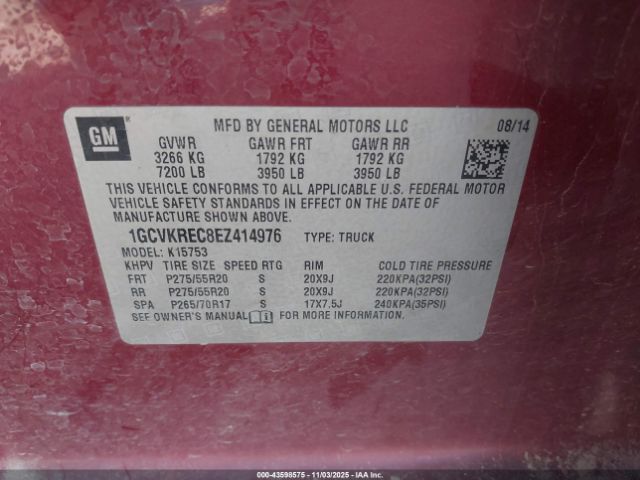 GM
MFD BY GENERAL MOTORS LLC 08/14
GVWR GAWR FRT GAWR RR
3266 KG 1792 KG 1792 KG
7200 LB 3950 LB 3950 LB
THIS VEHICLE CONFORMS TO ALL APPLICABLE U.S. FEDERAL MOTOR
VEHICLE SAFETY STANDARDS IN EFFECT ON THE DATE OF
MANUFACTURE SHOWN ABOVE.
1GCVKREC8EZ414976 TYPE: TRUCK
MODEL: K15753
KHPV TIRE SIZE SPEED RTG RIM COLD TIRE PRESSURE
FRT P275/55R20 S 20X9J 220KPA(32PSI)
RR P275/55R20 S 20X9J 220KPA(32PSI)
SPA P265/70R17 S 17X7.5J 240KPA(35PSI)
SEE OWNER'S MANUAL FOR MORE INFORMATION.
000-43598575 - 11/03/2025 - IAAI.COM